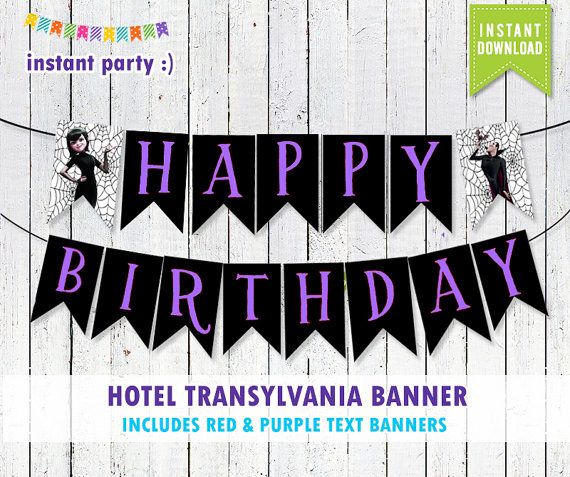 instant party :)
INSTANT
DOWNLOAD
HAPPY
BIRTHDAY
HOTEL TRANSYLVANIA BANNER
INCLUDES RED & PURPLE TEXT BANNERS